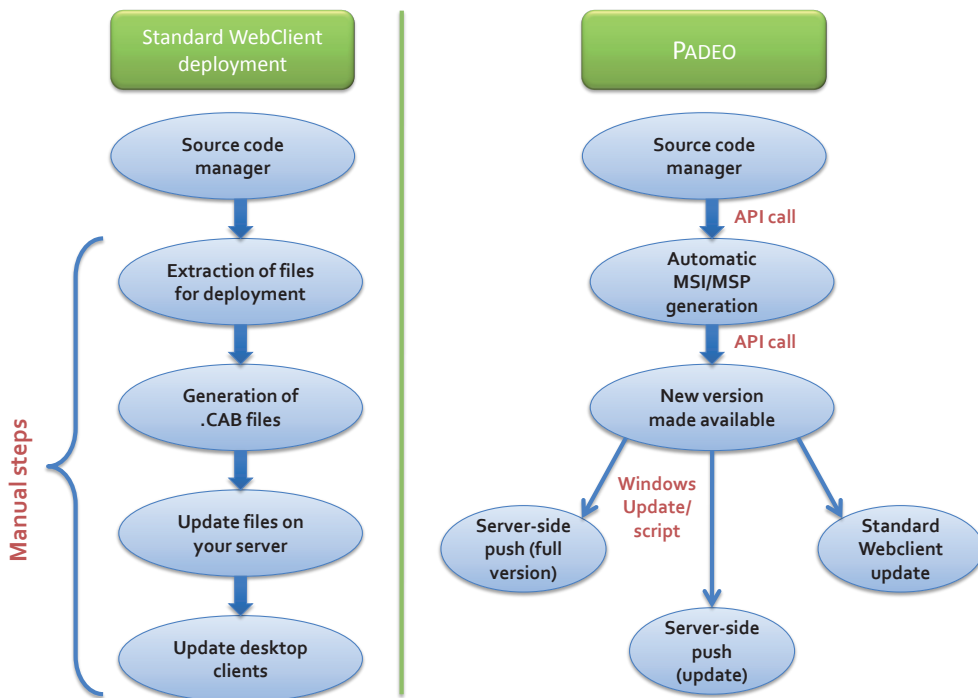 Standard WebClient
deployment
Source code
manager
Extraction of files
for deployment
Generation of
.CAB files
Update files on
your server
Update desktop
clients
Manual steps
PADEO
Source code
manager
API call
Automatic
MSI/MSP
generation
API call
New version
made available
Windows
Update/
script
Server-side
push (full
version)
Server-side
push
(update)
Standard
Webclient
update